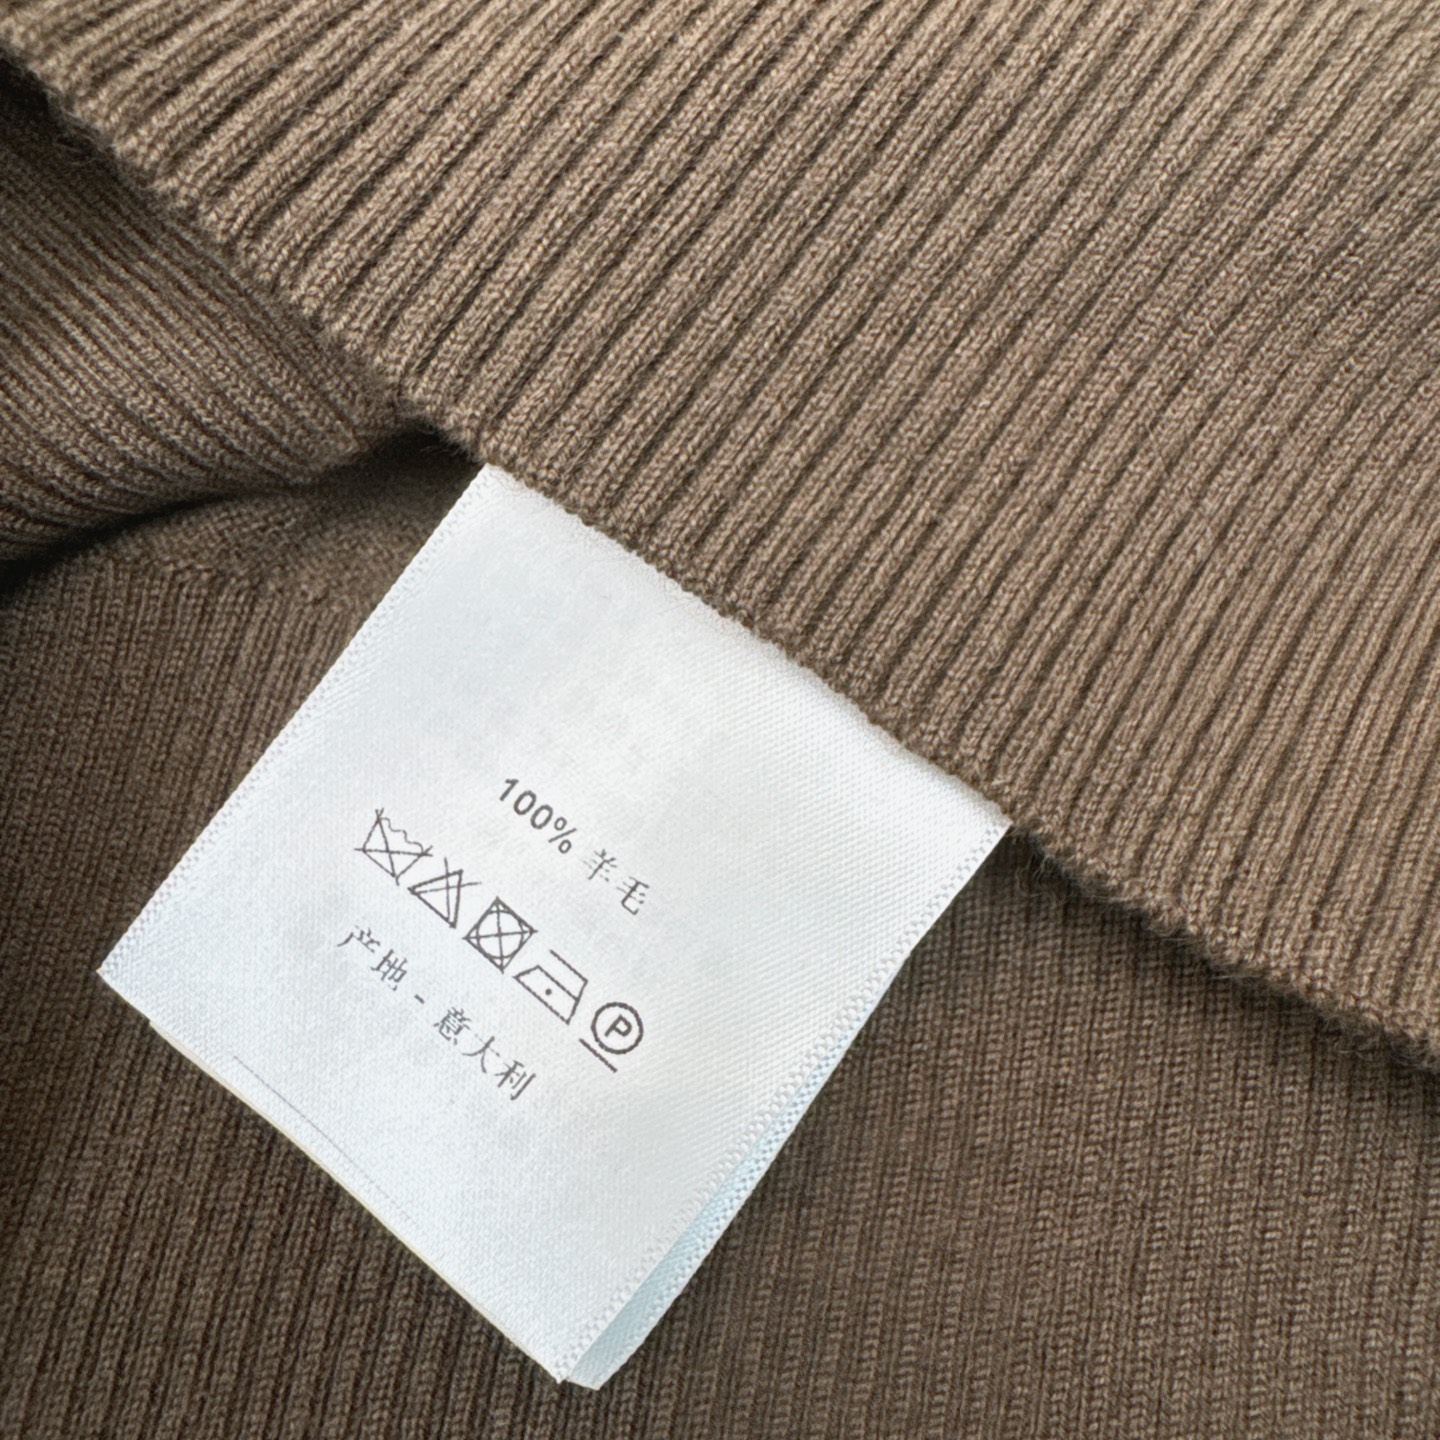 100% 羊毛
P
产地 - 意大利